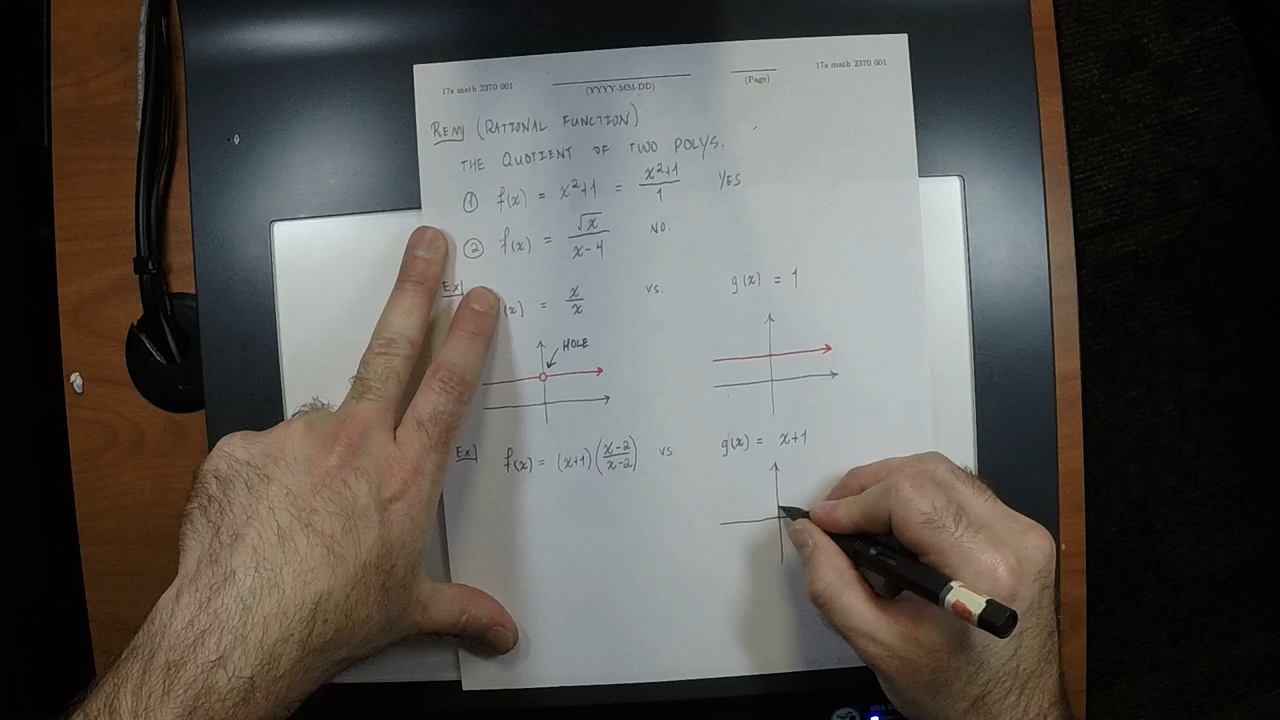 17s math 2370 001 (YYYY-MM-DD) (Page) 17s math 2370 001
REM (RATIONAL FUNCTION)
THE QUOTIENT OF TWO POLYS.
① f(x) = x²+1 = x²+1/1 YES
② f(x) = √x/x-4 NO.
Ex (x) = x/x vs. g(x) = 1
HOLE
Ex f(x) = (x+1)(x-2/x-2) vs g(x) = x+1